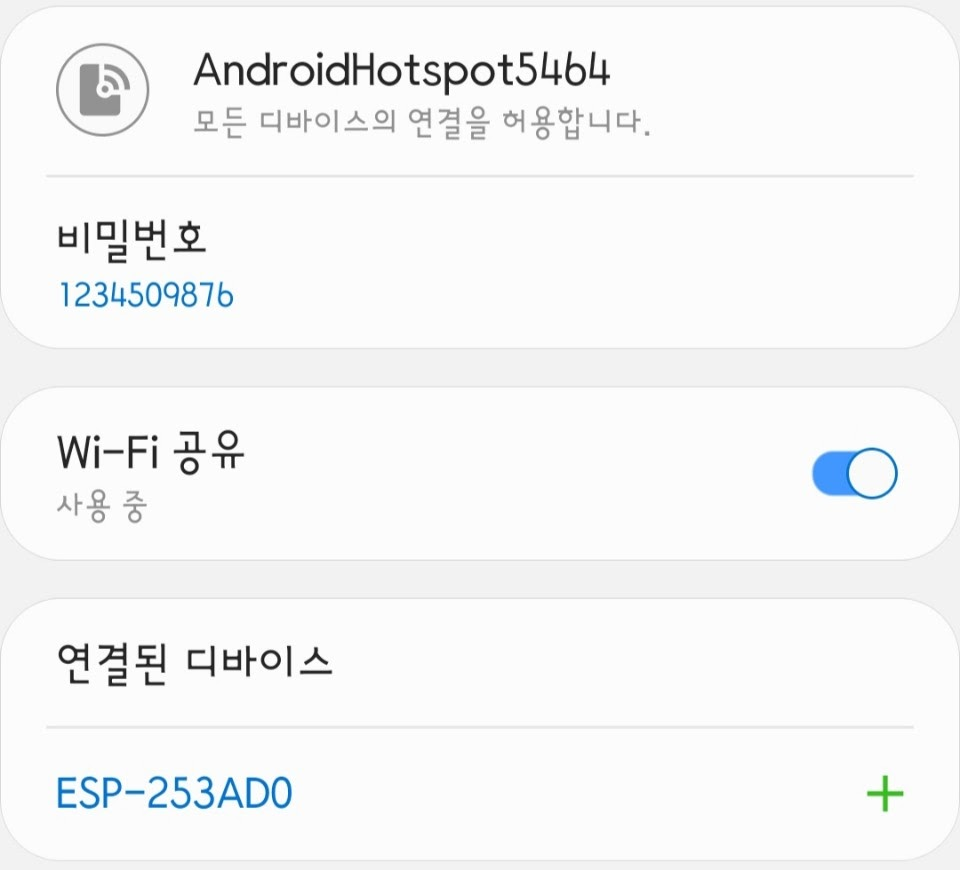 AndroidHotspot5464
모든 디바이스의 연결을 허용합니다.
비밀번호
1234509876
Wi-Fi 공유
사용 중
연결된 디바이스
ESP-253AD0